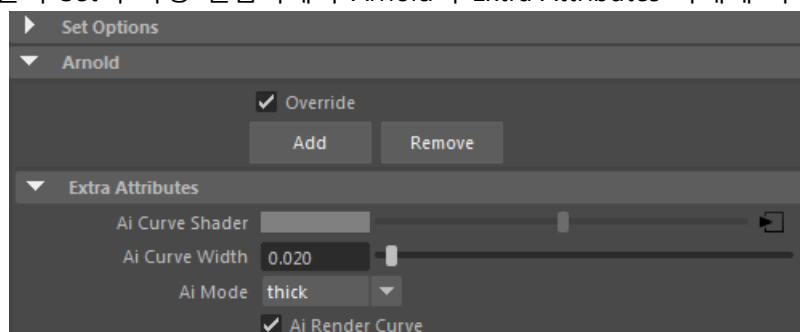 Set Options
Arnold
Override
Add Remove
Extra Attributes
Ai Curve Shader
Ai Curve Width 0.020
Ai Mode thick
Ai Render Curve